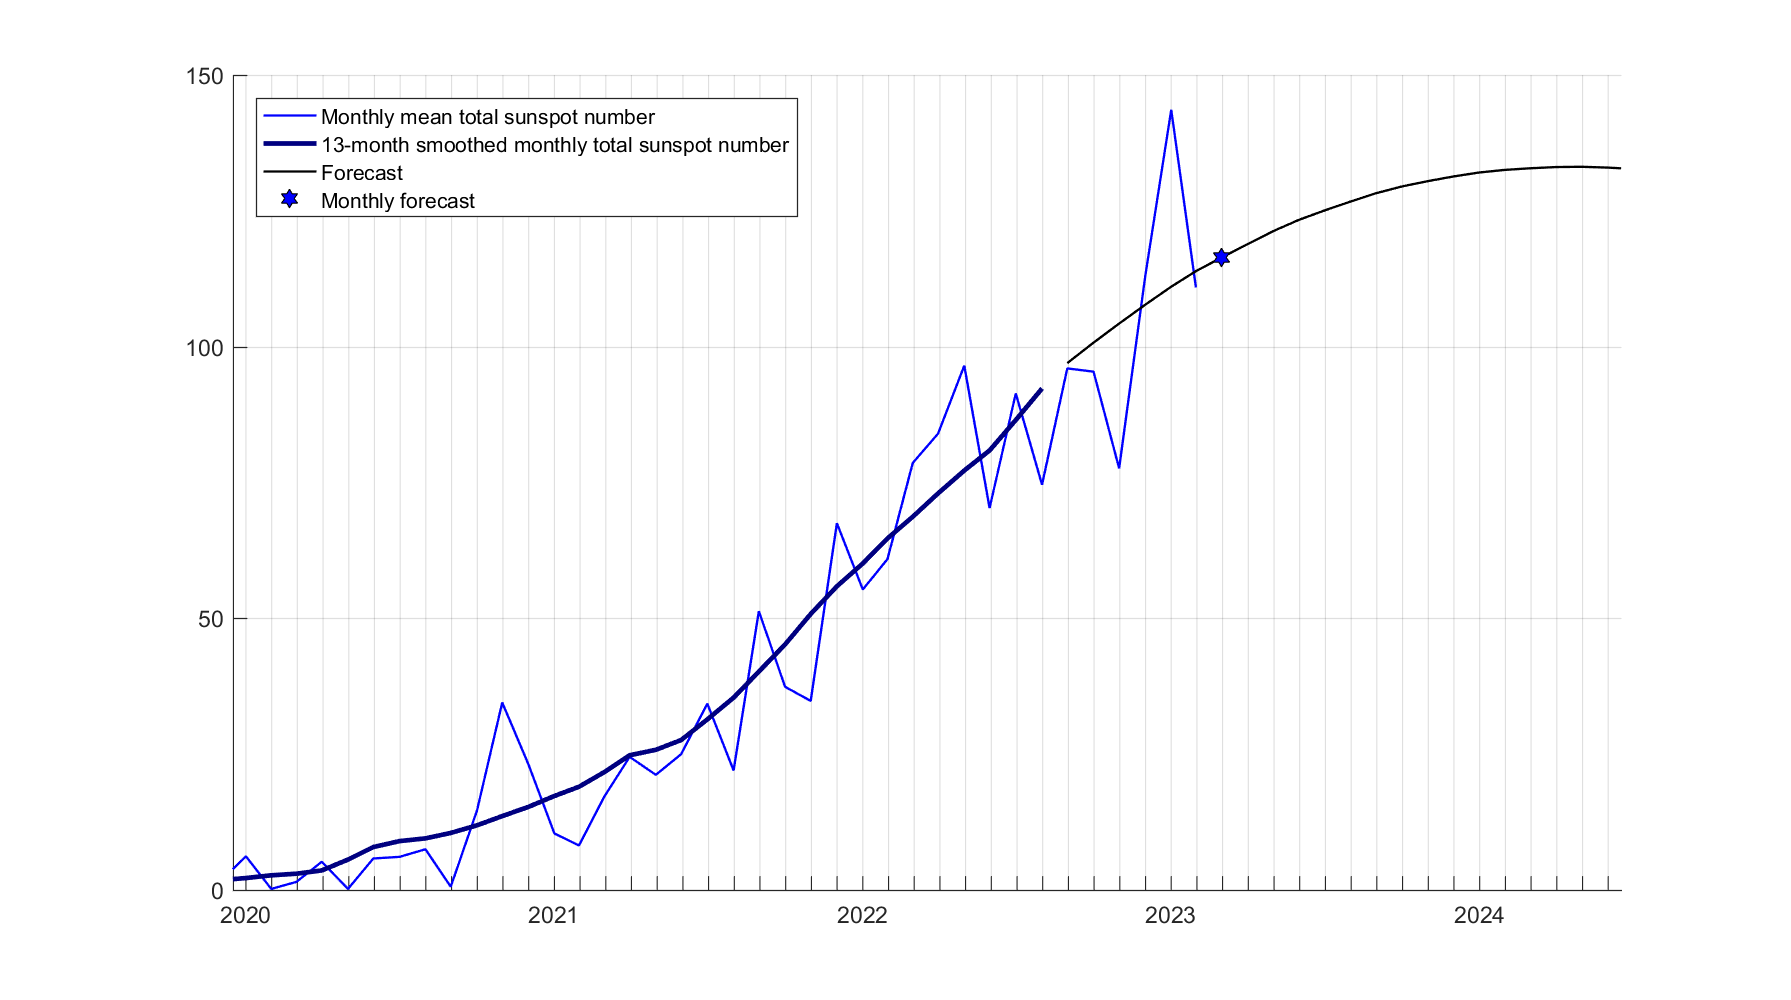 150
Monthly mean total sunspot number
13-month smoothed monthly total sunspot number
Forecast
Monthly forecast
100
50
0
2020 2021 2022 2023 2024